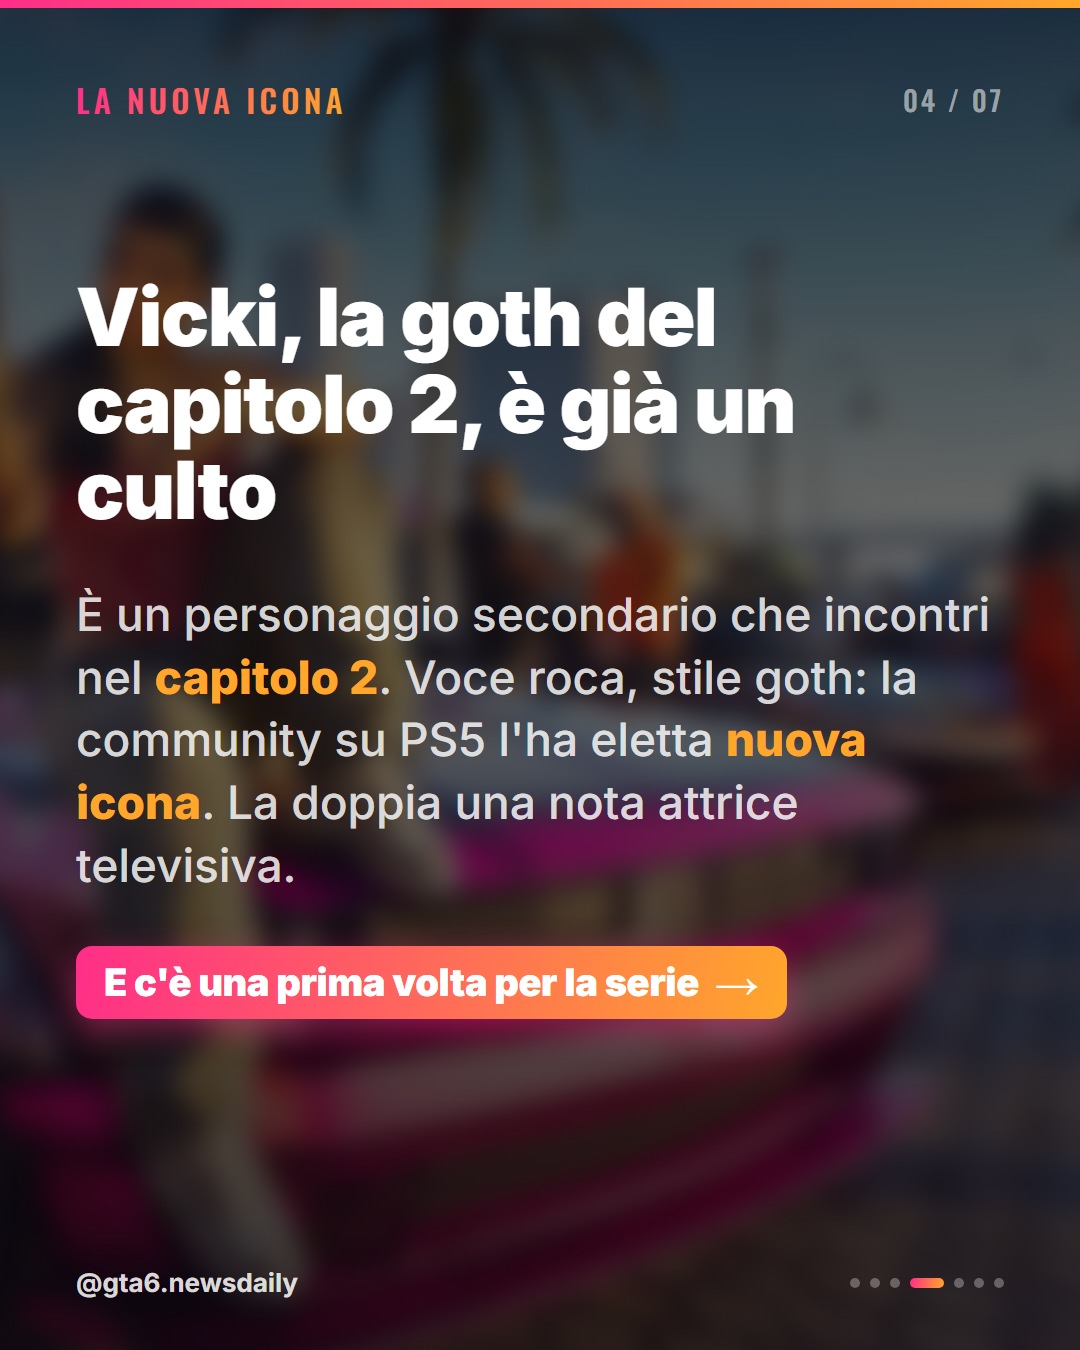 LA NUOVA ICONA
04 / 07
Vicki, la goth del
capitolo 2, è già un
culto
È un personaggio secondario che incontri
nel capitolo 2. Voce roca, stile goth: la
community su PS5 l'ha eletta nuova
icona. La doppia una nota attrice
televisiva.
E c'è una prima volta per la serie →
@gta6.newsdaily